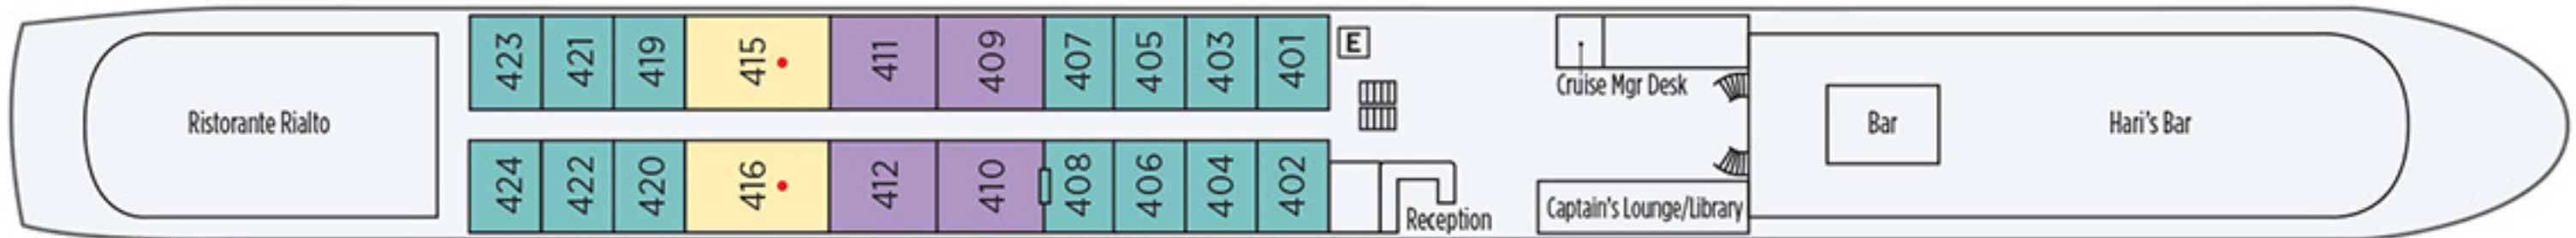 423
421
419
415
411
409
407
405
403
401
E
Cruise Mgr Desk
Ristorante Rialto
Bar
Hari's Bar
424
422
420
416
412
410
408
406
404
402
Reception
Captain's Lounge/Library